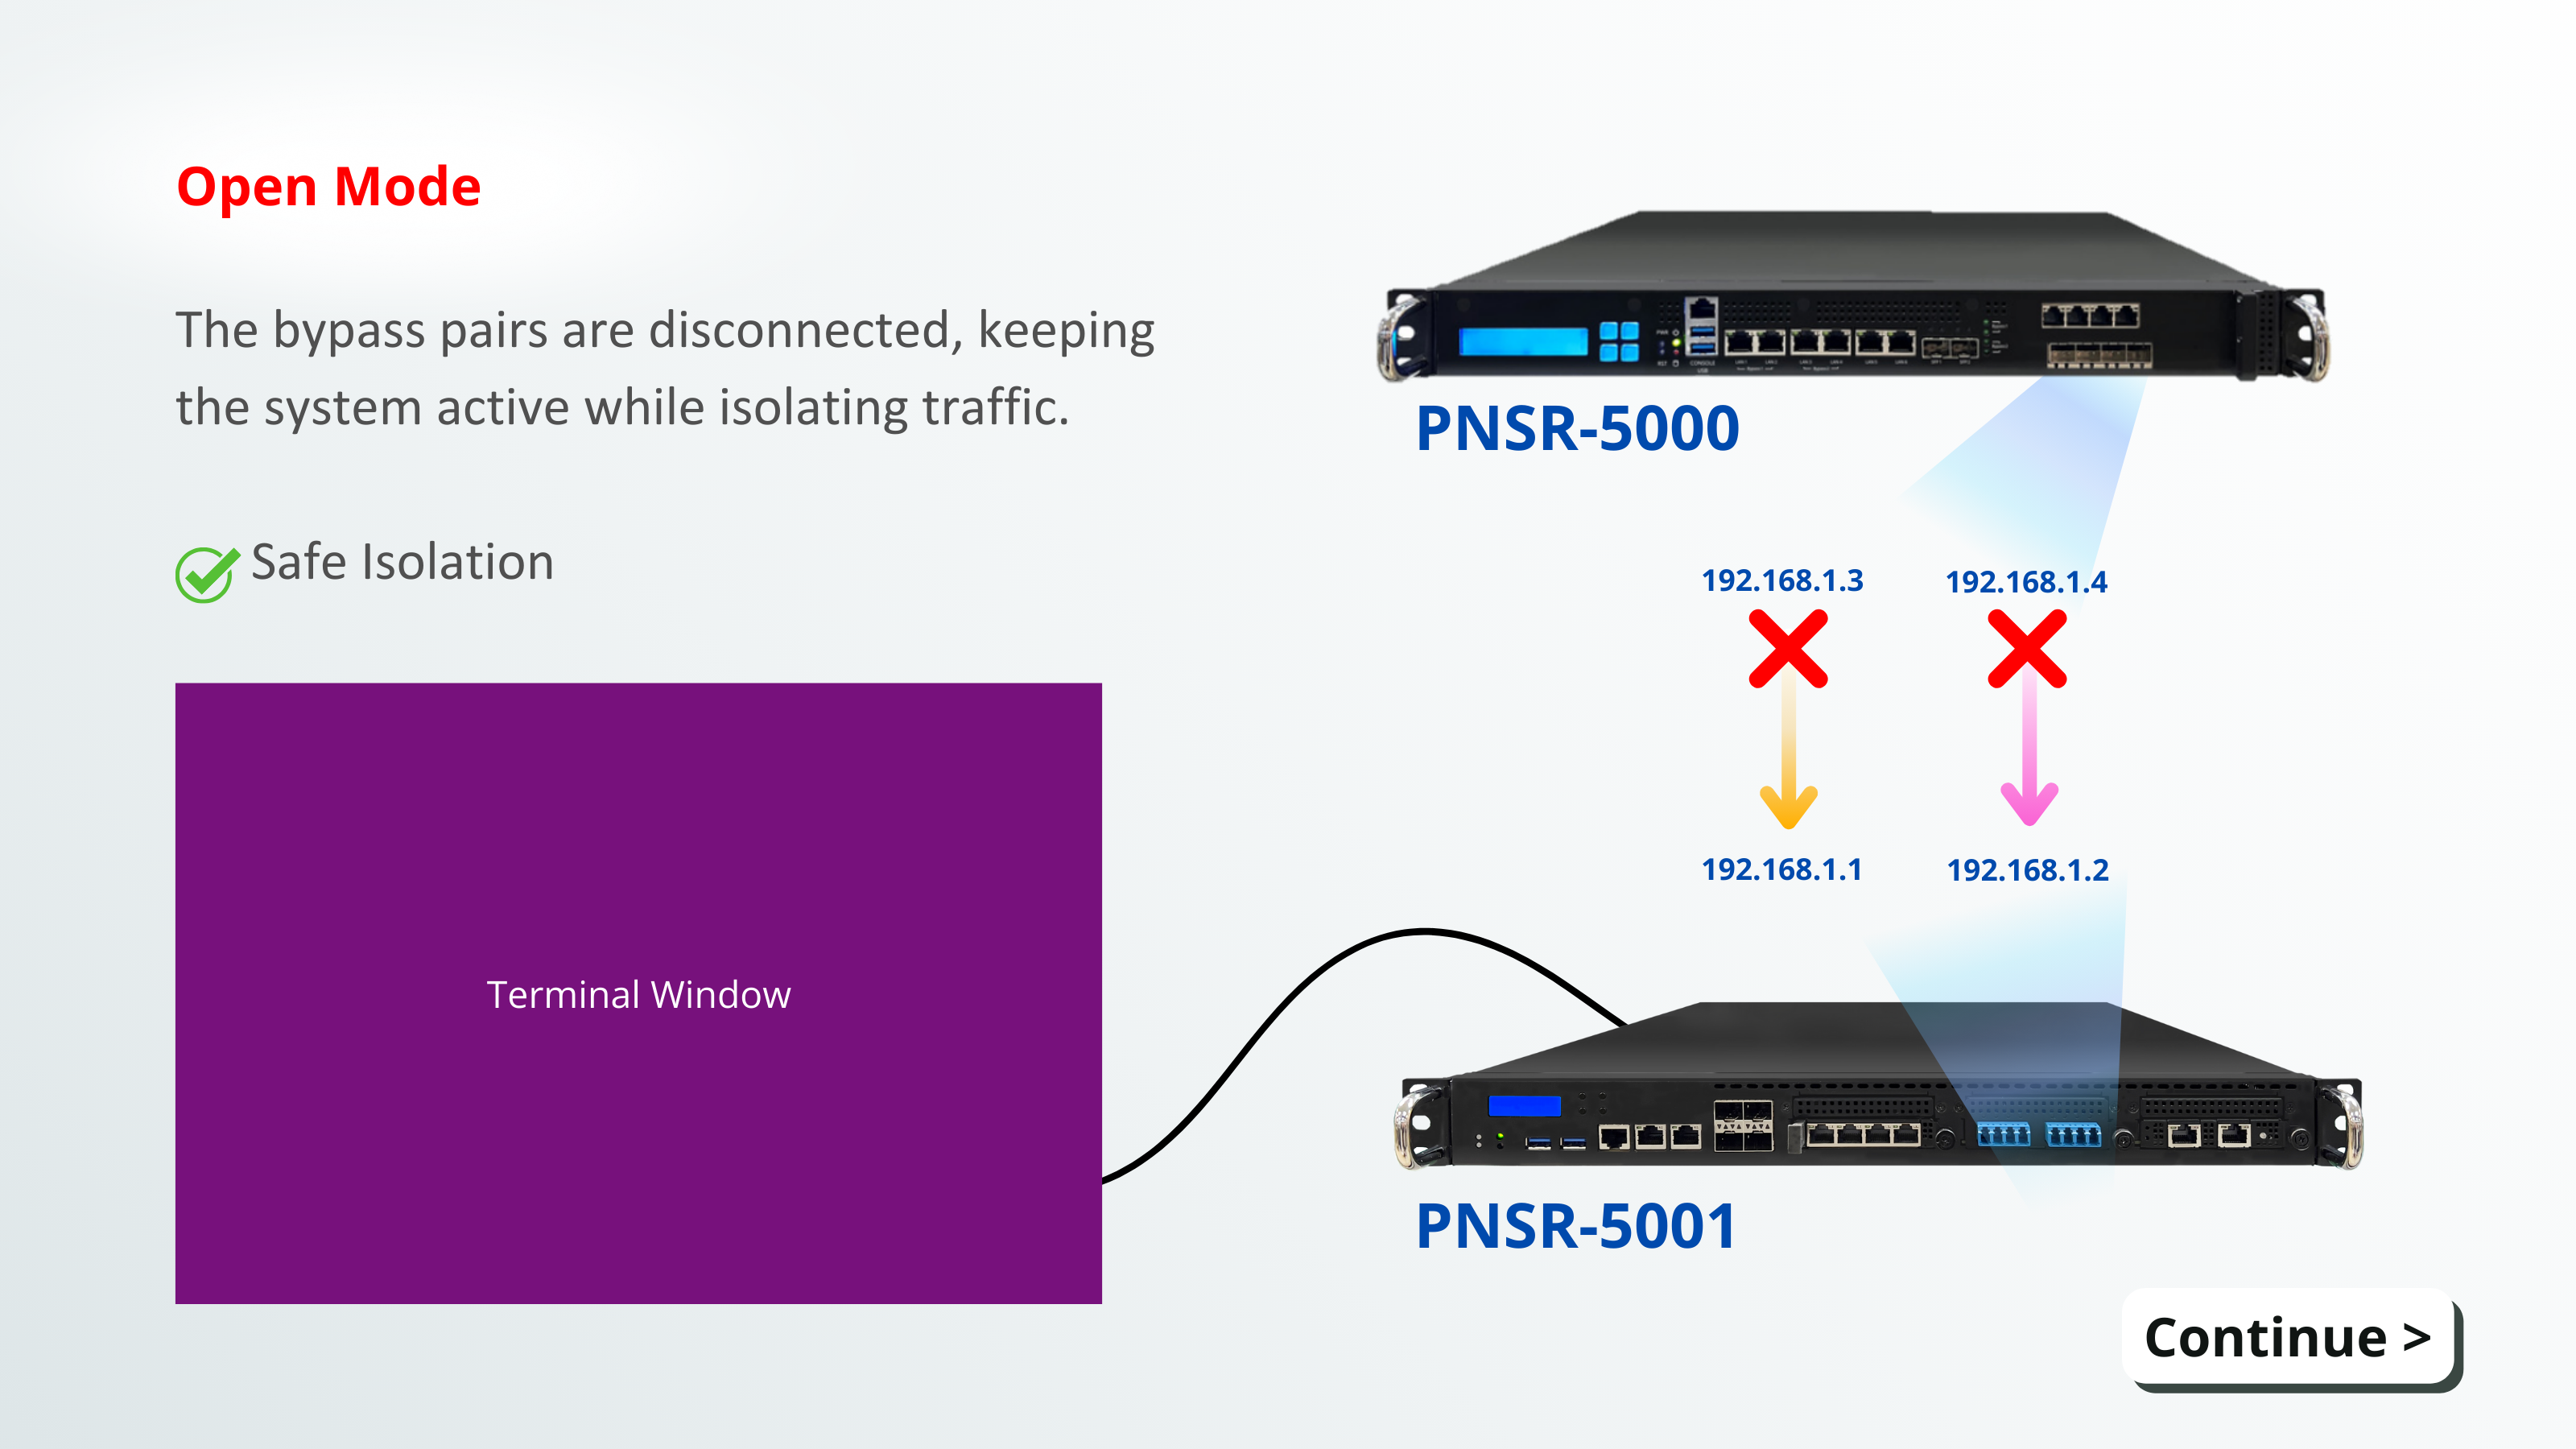 Open Mode
The bypass pairs are disconnected, keeping
the system active while isolating traffic.
Safe Isolation
Terminal Window
PNSR-5000
192.168.1.3
192.168.1.4
192.168.1.1
192.168.1.2
PNSR-5001
Continue >